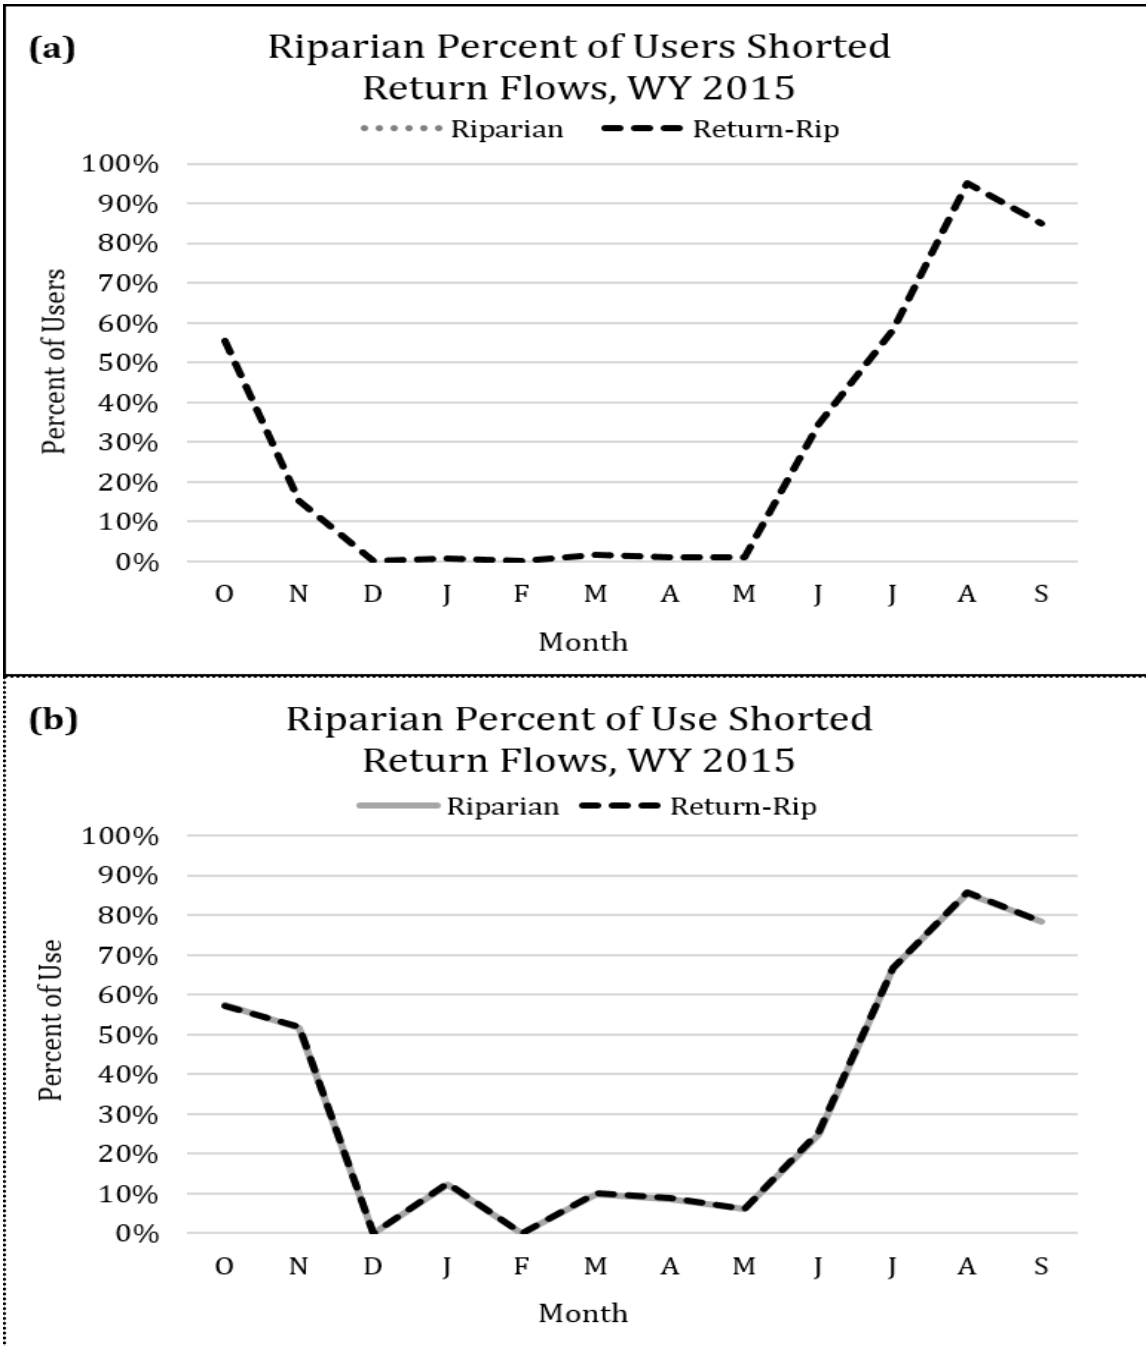 (a)
Riparian Percent of Users Shorted
Return Flows, WY 2015
Riparian Return-Rip
100%
90%
80%
70%
60%
50%
40%
30%
20%
10%
0%
Percent of Users
O N D J F M A M J J A S
Month
(b)
Riparian Percent of Use Shorted
Return Flows, WY 2015
Riparian Return-Rip
100%
90%
80%
70%
60%
50%
40%
30%
20%
10%
0%
Percent of Use
O N D J F M A M J J A S
Month